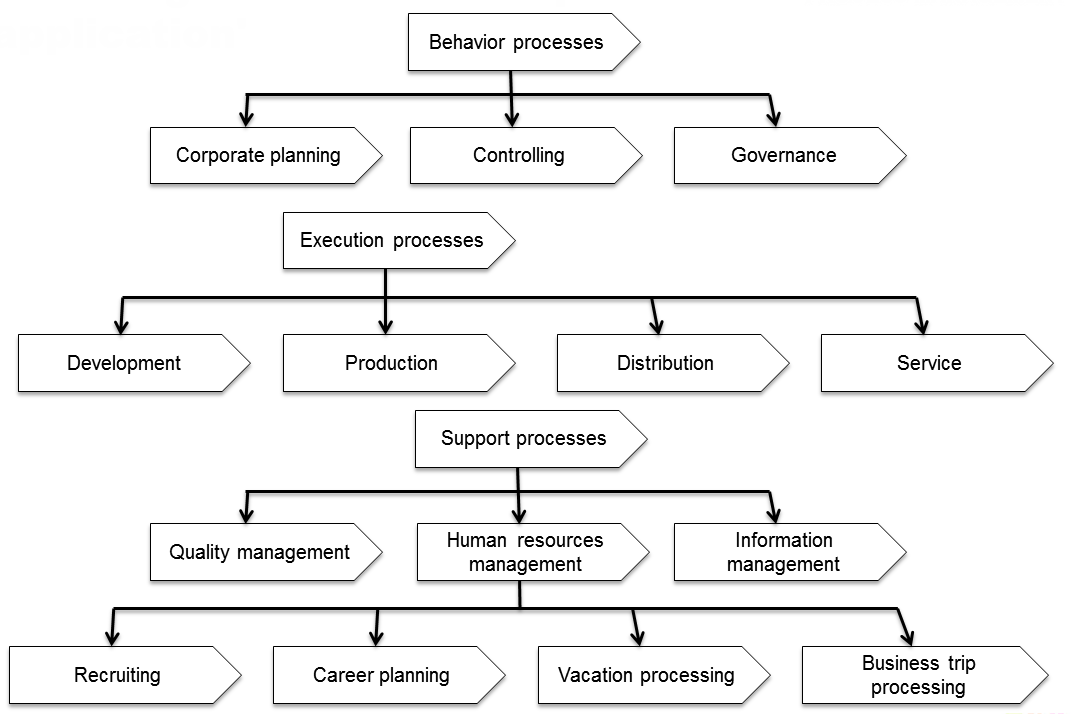 Behavior processes
Corporate planning
Controlling
Governance
Execution processes
Development
Production
Distribution
Service
Support processes
Quality management
Human resources
management
Information
management
Recruiting
Career planning
Vacation processing
Business trip
processing